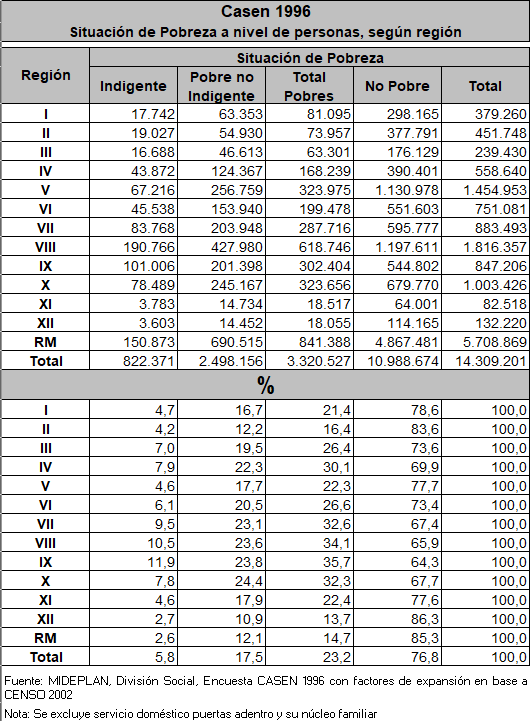 Casen 1996
Situación de Pobreza a nivel de personas, según región
Región
Situación de Pobreza
Indigente Pobre no Indigente Total Pobres No Pobre Total
I 17.742 63.353 81.095 298.165 379.260
II 19.027 54.930 73.957 377.791 451.748
III 16.688 46.613 63.301 176.129 239.430
IV 43.872 124.367 168.239 390.401 558.640
V 67.216 256.759 323.975 1.130.978 1.454.953
VI 45.538 153.940 199.478 551.603 751.081
VII 83.768 203.948 287.716 595.777 883.493
VIII 190.766 427.980 618.746 1.197.611 1.816.357
IX 101.006 201.398 302.404 544.802 847.206
X 78.489 245.167 323.656 679.770 1.003.426
XI 3.783 14.734 18.517 64.001 82.518
XII 3.603 14.452 18.055 114.165 132.220
RM 150.873 690.515 841.388 4.867.481 5.708.869
Total 822.371 2.498.156 3.320.527 10.988.674 14.309.201
%
I 4,7 16,7 21,4 78,6 100,0
II 4,2 12,2 16,4 83,6 100,0
III 7,0 19,5 26,4 73,6 100,0
IV 7,9 22,3 30,1 69,9 100,0
V 4,6 17,7 22,3 77,7 100,0
VI 6,1 20,5 26,6 73,4 100,0
VII 9,5 23,1 32,6 67,4 100,0
VIII 10,5 23,6 34,1 65,9 100,0
IX 11,9 23,8 35,7 64,3 100,0
X 7,8 24,4 32,3 67,7 100,0
XI 4,6 17,9 22,4 77,6 100,0
XII 2,7 10,9 13,7 86,3 100,0
RM 2,6 12,1 14,7 85,3 100,0
Total 5,8 17,5 23,2 76,8 100,0
Fuente: MIDEPLAN, División Social, Encuesta CASEN 1996 con factores de expansión en base a
CENSO 2002
Nota: Se excluye servicio doméstico puertas adentro y su núcleo familiar